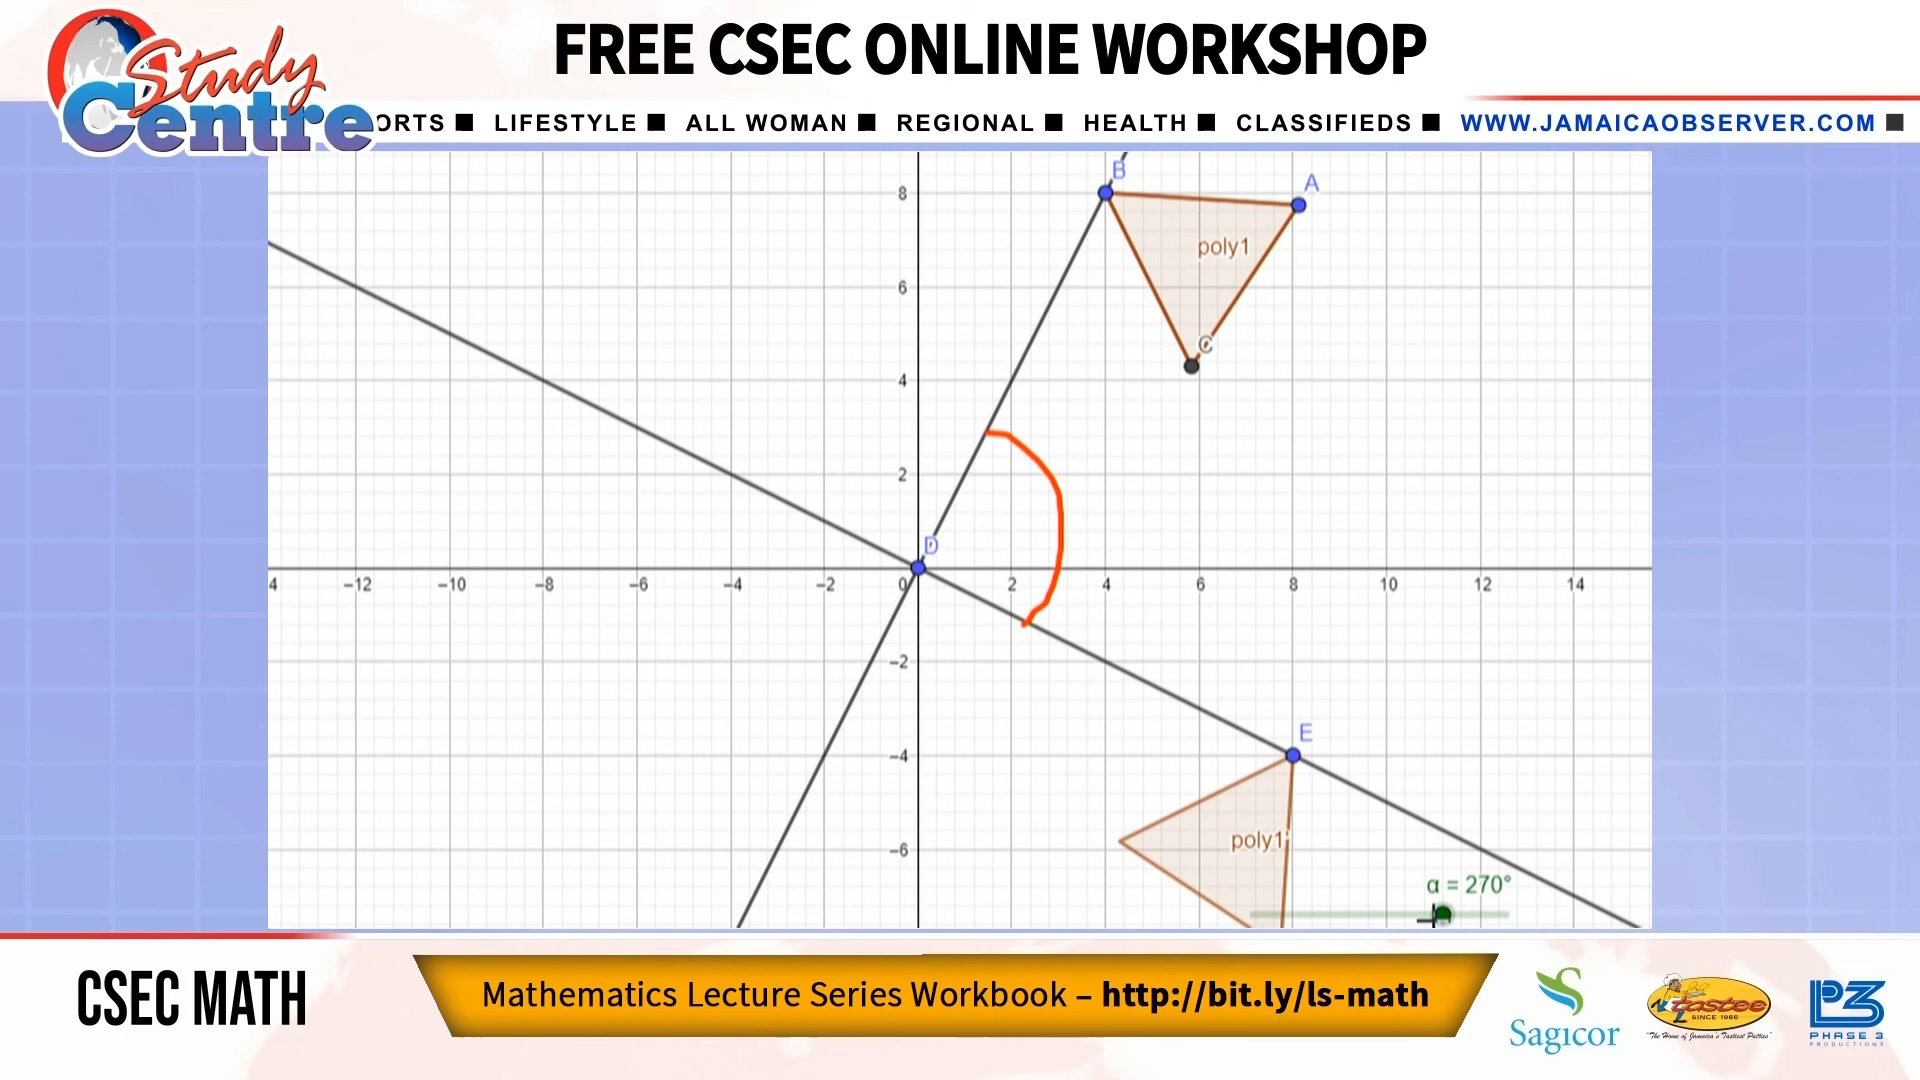 FREE CSEC ONLINE WORKSHOP
Study
Centre
ORTS ■ LIFESTYLE ■ ALL WOMAN ■ REGIONAL ■ HEALTH ■ CLASSIFIEDS ■ WWW.JAMAICAOBSERVER.COM ■
B
A
8
poly1
6
C
4
2
D
4 −12 −10 −8 −6 −4 −2 0 2 4 6 8 10 12 14
−2
E
−4
poly1'
−6
α = 270°
CSEC MATH
Mathematics Lecture Series Workbook – http://bit.ly/ls-math
Sagicor
tastee
SINCE 1966
"The Home of Jamaica's Tastiest Patties"
P3
PHASE 3
PRODUCTIONS